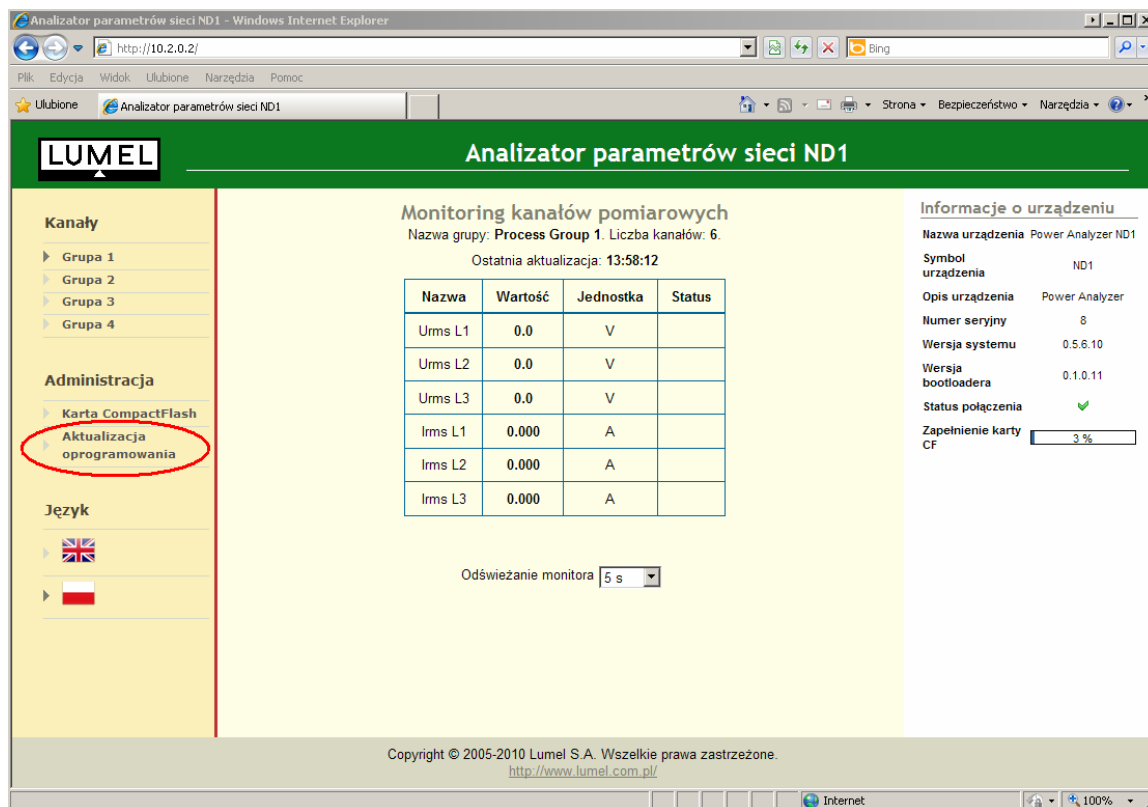 Analizator parametrów sieci ND1 - Windows Internet Explorer
http://10.2.0.2/
Bing
Plik Edycja Widok Ulubione Narzędzia Pomoc
Ulubione Analizator parametrów sieci ND1 Strona Bezpieczeństwo Narzędzia
LUMEL
Analizator parametrów sieci ND1
Kanały
Grupa 1
Grupa 2
Grupa 3
Grupa 4
Administracja
Karta CompactFlash
Aktualizacja
oprogramowania
Język
Monitoring kanałów pomiarowych
Nazwa grupy: Process Group 1. Liczba kanałów: 6.
Ostatnia aktualizacja: 13:58:12
Nazwa Wartość Jednostka Status
Urms L1 0.0 V
Urms L2 0.0 V
Urms L3 0.0 V
Irms L1 0.000 A
Irms L2 0.000 A
Irms L3 0.000 A
Odświeżanie monitora 5 s
Informacje o urządzeniu
Nazwa urządzenia Power Analyzer ND1
Symbol
urządzenia ND1
Opis urządzenia Power Analyzer
Numer seryjny 8
Wersja systemu 0.5.6.10
Wersja
bootloadera 0.1.0.11
Status połączenia
Zapełnienie karty
CF 3 %
Copyright © 2005-2010 Lumel S.A. Wszelkie prawa zastrzeżone.
http://www.lumel.com.pl/
Internet 100%